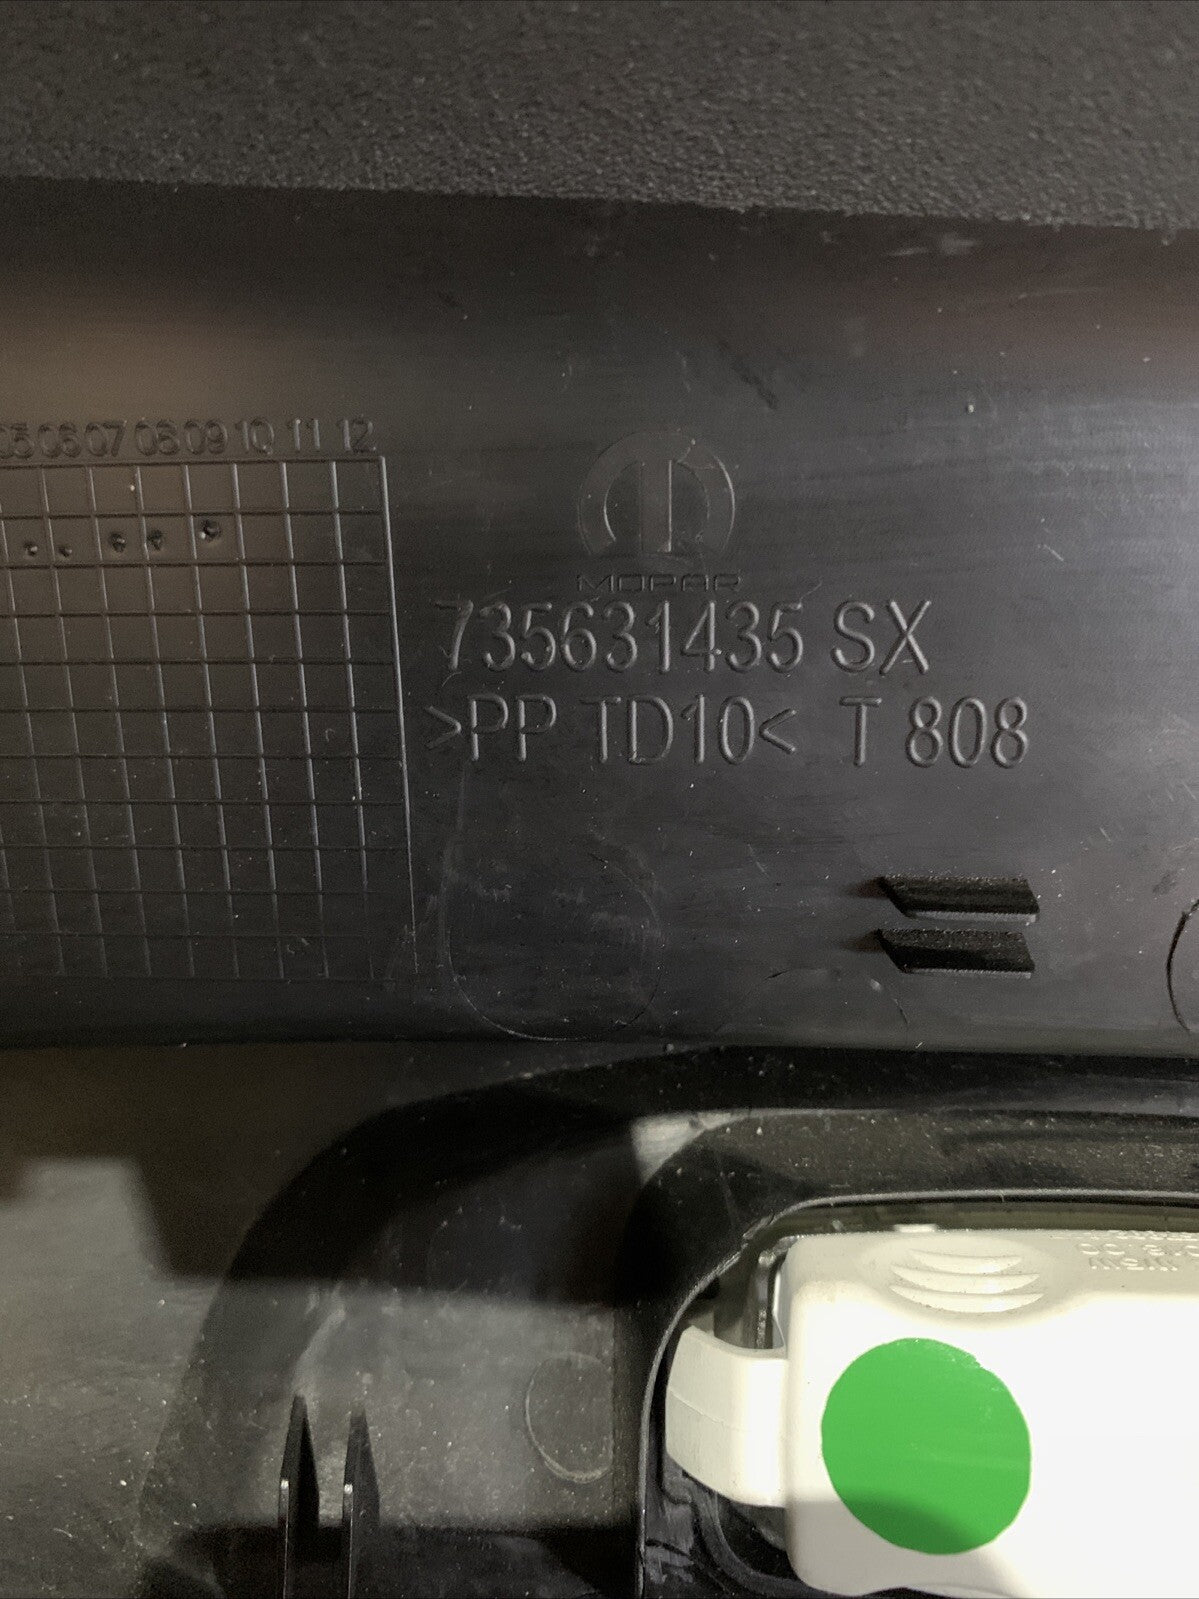 05 06 07 08 09 10 11 12
MOPAR
735631435 SX
>PP TD10< T 808